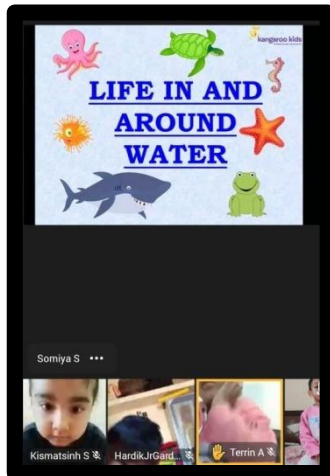 kangaroo kids
LIFE IN AND
AROUND
WATER
Somiya S
Kismatsinh S
HardikJrGard...
Terrin A